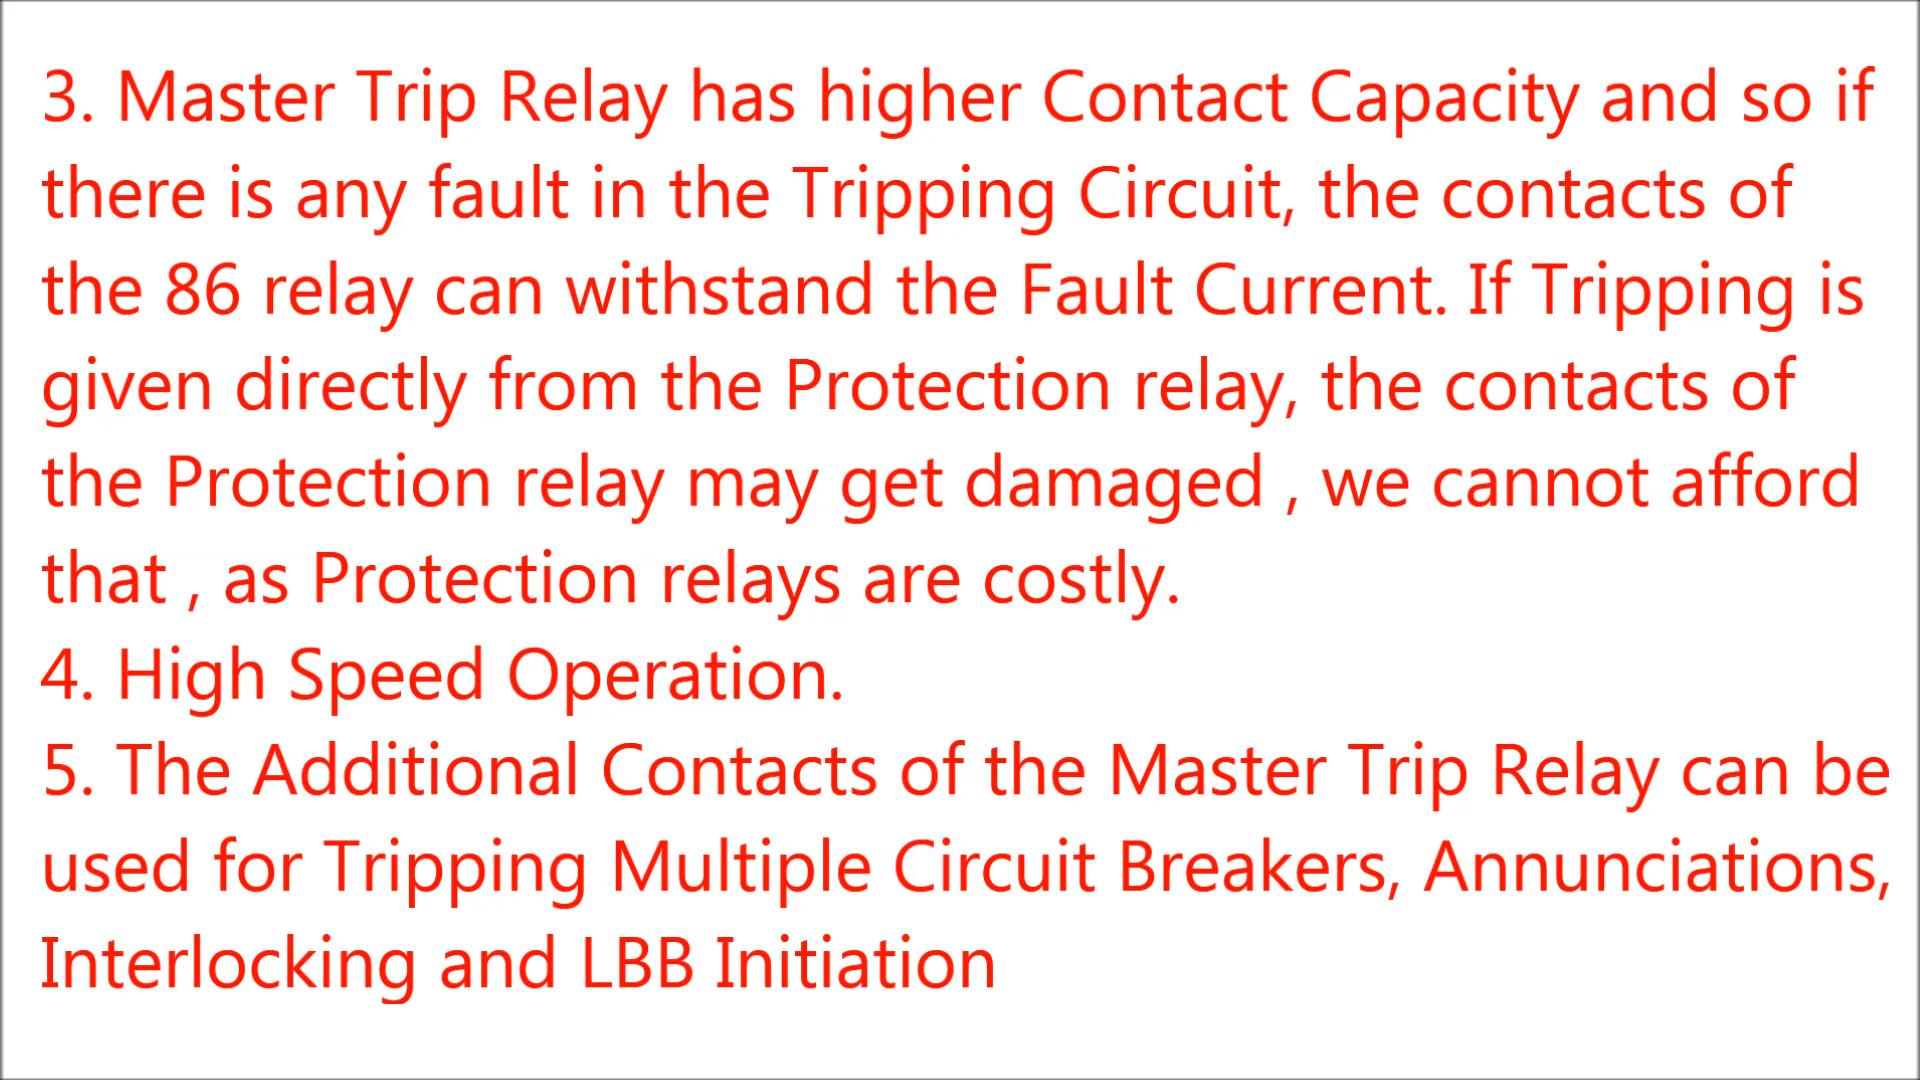 3. Master Trip Relay has higher Contact Capacity and so if
there is any fault in the Tripping Circuit, the contacts of
the 86 relay can withstand the Fault Current. If Tripping is
given directly from the Protection relay, the contacts of
the Protection relay may get damaged , we cannot afford
that , as Protection relays are costly.
4. High Speed Operation.
5. The Additional Contacts of the Master Trip Relay can be
used for Tripping Multiple Circuit Breakers, Annunciations,
Interlocking and LBB Initiation